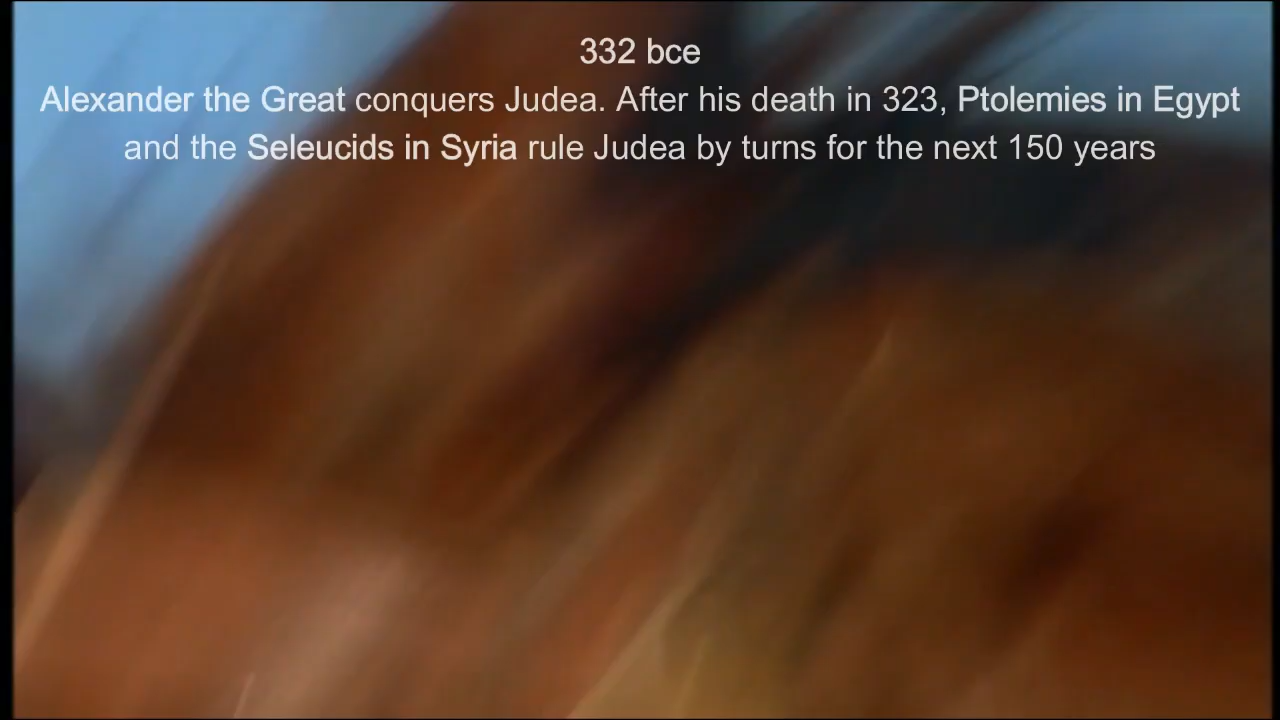 332 bce
Alexander the Great conquers Judea. After his death in 323, Ptolemies in Egypt
and the Seleucids in Syria rule Judea by turns for the next 150 years